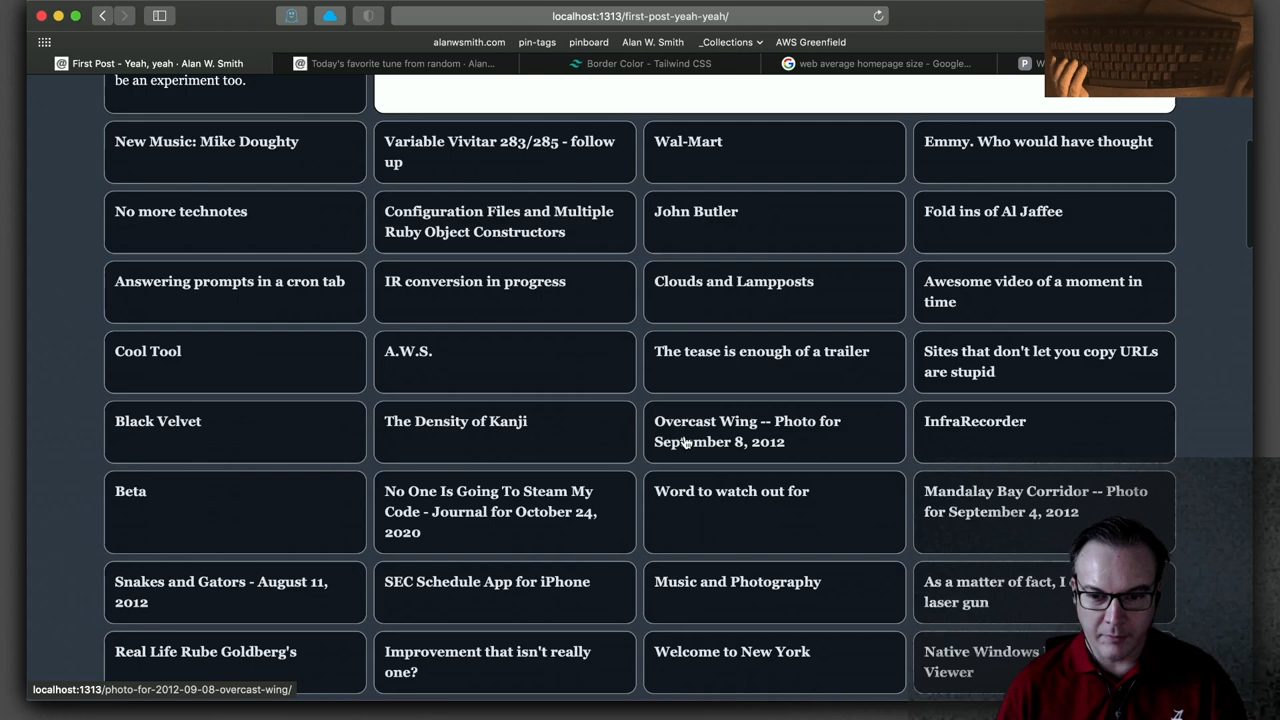 localhost:1313/first-post-yeah-yeah/
alanwsmith.com
pin-tags
pinboard
Alan W. Smith
_Collections
AWS Greenfield
First Post - Yeah, yeah - Alan W. Smith
Today's favorite tune from random - Alan...
Border Color - Tailwind CSS
web average homepage size - Google...
be an experiment too.
New Music: Mike Doughty
Variable Vivitar 283/285 - follow
up
Wal-Mart
Emmy. Who would have thought
No more technotes
Configuration Files and Multiple
Ruby Object Constructors
John Butler
Fold ins of Al Jaffee
Answering prompts in a cron tab
IR conversion in progress
Clouds and Lampposts
Awesome video of a moment in
time
Cool Tool
A.W.S.
The tease is enough of a trailer
Sites that don't let you copy URLs
are stupid
Black Velvet
The Density of Kanji
Overcast Wing -- Photo for
September 8, 2012
InfraRecorder
Beta
No One Is Going To Steam My
Code - Journal for October 24,
2020
Word to watch out for
Mandalay Bay Corridor -- Photo
for September 4, 2012
Snakes and Gators - August 11,
2012
SEC Schedule App for iPhone
Music and Photography
As a matter of fact, I
laser gun
Real Life Rube Goldberg's
Improvement that isn't really
one?
Welcome to New York
Native Windows
Viewer
localhost:1313/photo-for-2012-09-08-overcast-wing/